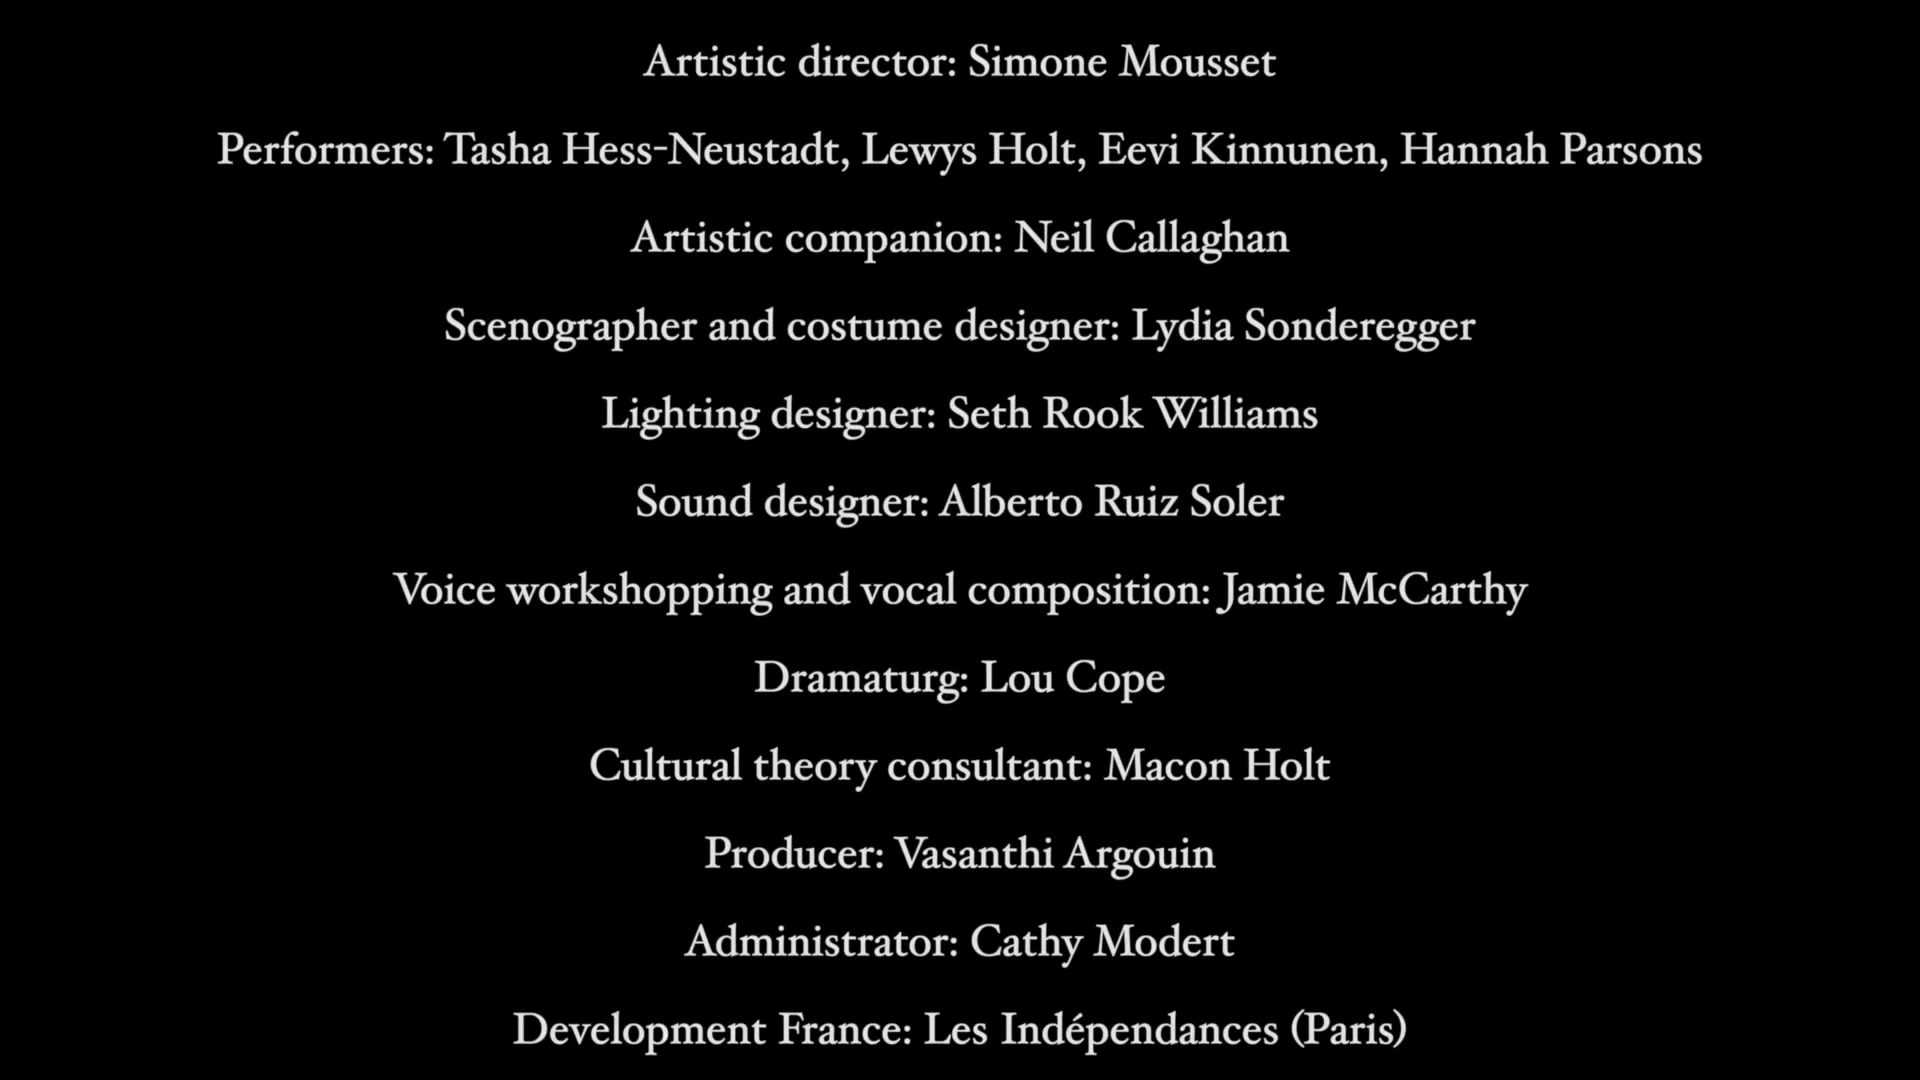 Artistic director: Simone Mousset
Performers: Tasha Hess-Neustadt, Lewys Holt, Eevi Kinnunen, Hannah Parsons
Artistic companion: Neil Callaghan
Scenographer and costume designer: Lydia Sonderegger
Lighting designer: Seth Rook Williams
Sound designer: Alberto Ruiz Soler
Voice workshopping and vocal composition: Jamie McCarthy
Dramaturg: Lou Cope
Cultural theory consultant: Macon Holt
Producer: Vasanthi Argouin
Administrator: Cathy Modert
Development France: Les Indépendances (Paris)